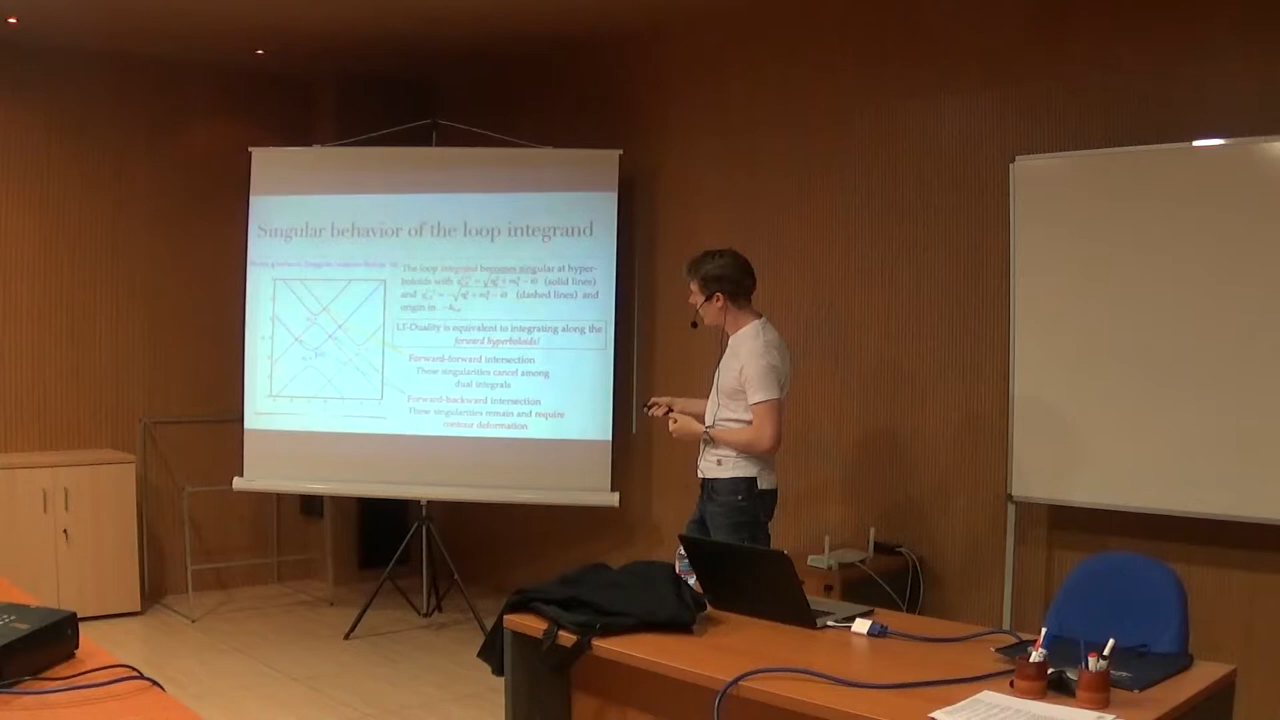 Singular behavior of the loop integrand
The loop integrand becomes singular at hyper-
boloids with (solid lines)
and (dashed lines) and
origin in
LT-Duality is equivalent to integrating along the
forward hyperboloids!
Forward-forward intersection
These singularities cancel among
dual integrals
Forward-backward intersection
These singularities remain and require
contour deformation